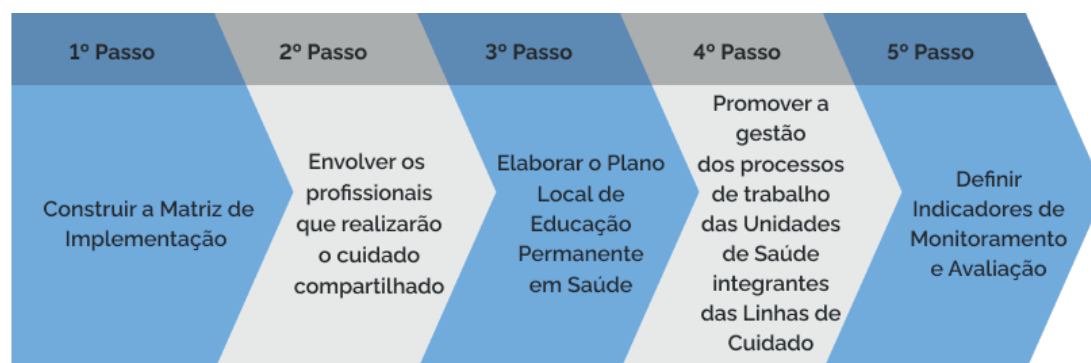 1º Passo
Construir a Matriz de
Implementação
2º Passo
Envolver os
profissionais
que realizarão
o cuidado
compartilhado
3º Passo
Elaborar o Plano
Local de
Educação
Permanente
em Saúde
4º Passo
Promover a
gestão
dos processos
de trabalho
das Unidades
de Saúde
integrantes
das Linhas de
Cuidado
5º Passo
Definir
Indicadores de
Monitoramento
e Avaliação